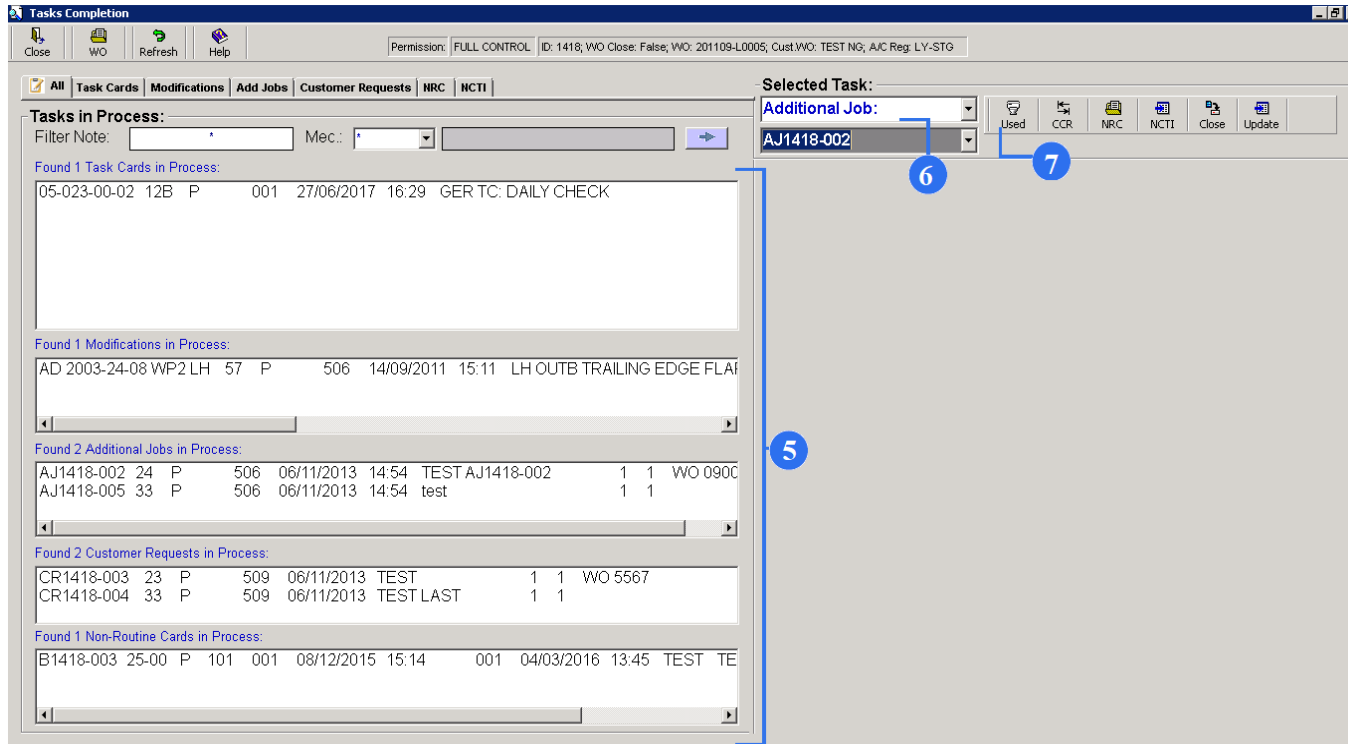 Tasks Completion
Close WO Refresh Help
Permission: FULL CONTROL ID: 1418; WO Close: False; WO: 201109-L0005; Cust.WO: TEST NG; A/C Reg: LY-STG
All Task Cards Modifications Add Jobs Customer Requests NRC NCTI
Selected Task:
Additional Job:
AJ1418-002
Used CCR NRC NCTI Close Update
6
7
Tasks in Process:
Filter Note: * Mec.: *
Found 1 Task Cards in Process:
05-023-00-02 12B P 001 27/06/2017 16:29 GER TC: DAILY CHECK
Found 1 Modifications in Process:
AD 2003-24-08 WP2 LH 57 P 506 14/09/2011 15:11 LH OUTB TRAILING EDGE FLAP
5
Found 2 Additional Jobs in Process:
AJ1418-002 24 P 506 06/11/2013 14:54 TEST AJ1418-002 1 1 WO 0900
AJ1418-005 33 P 506 06/11/2013 14:54 test 1 1
Found 2 Customer Requests in Process:
CR1418-003 23 P 509 06/11/2013 TEST 1 1 WO 5567
CR1418-004 33 P 509 06/11/2013 TEST LAST 1 1
Found 1 Non-Routine Cards in Process:
B1418-003 25-00 P 101 001 08/12/2015 15:14 001 04/03/2016 13:45 TEST TE